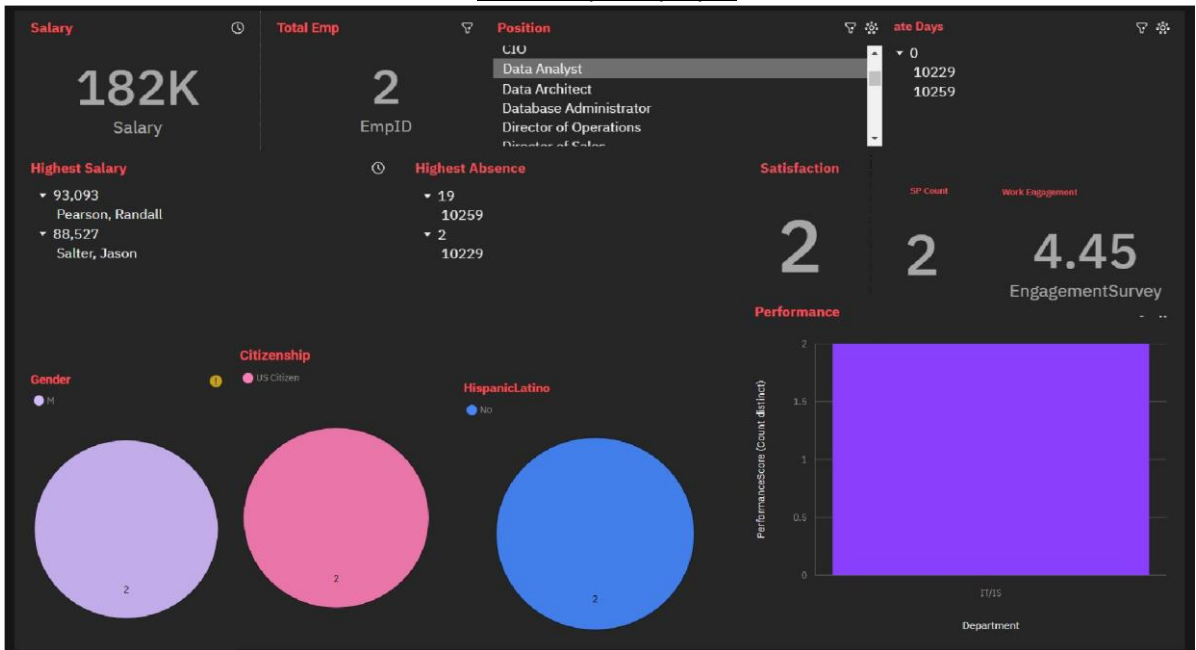 Salary
182K
Salary
Total Emp
2
EmpID
Position
CIO
Data Analyst
Data Architect
Database Administrator
Director of Operations
Director of Sales
ate Days
0
10229
10259
Highest Salary
93,093
Pearson, Randall
88,527
Salter, Jason
Highest Absence
19
10259
2
10229
Satisfaction
2
SP Count
2
Work Engagement
4.45
EngagementSurvey
Gender
M
2
Citizenship
US Citizen
2
HispanicLatino
No
2
Performance
PerformanceScore (Count distinct)
2
1.5
1
0.5
0
IT/IS
Department